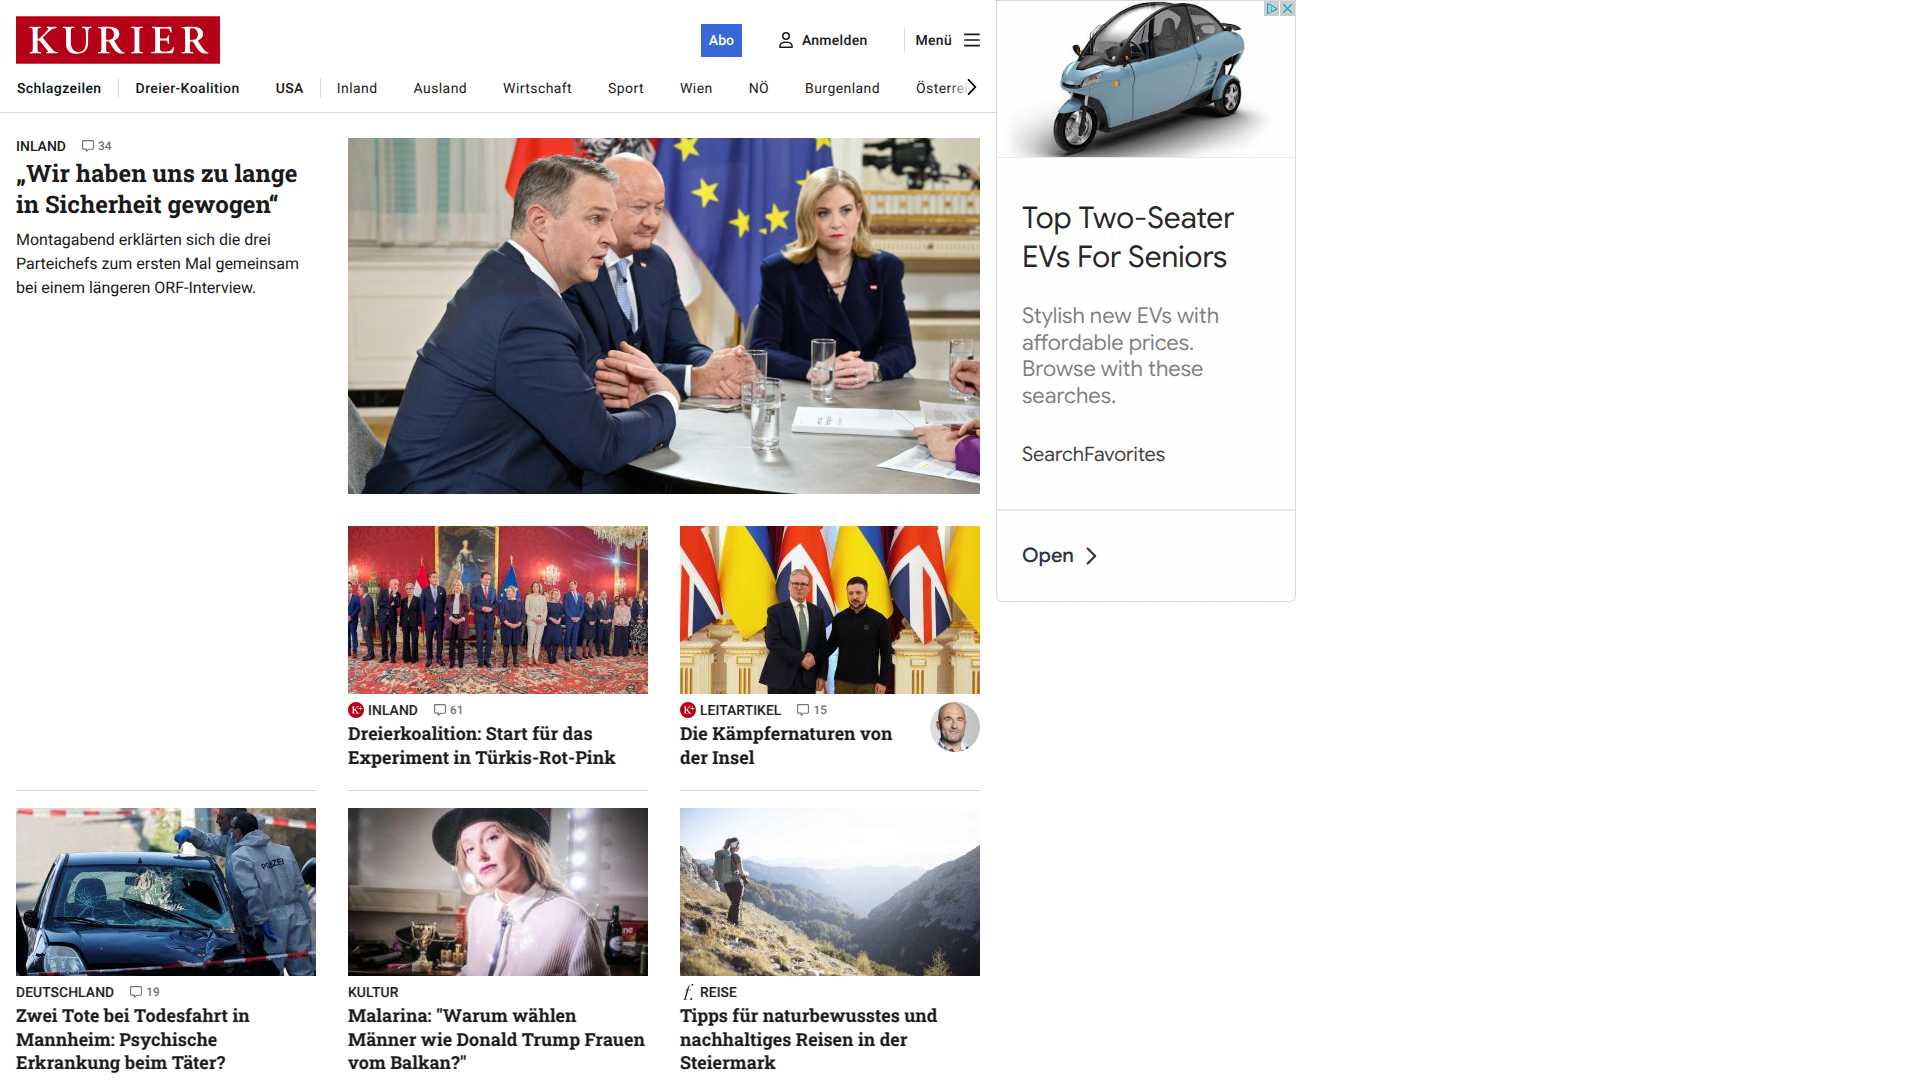 KURIER
Abo
Anmelden
Menü
Schlagzeilen
Dreier-Koalition
USA
Inland
Ausland
Wirtschaft
Sport
Wien
NÖ
Burgenland
INLAND 34
„Wir haben uns zu lange
in Sicherheit gewogen“
Montagabend erklärten sich die drei
Parteichefs zum ersten Mal gemeinsam
bei einem längeren ORF-Interview.
K+ INLAND 61
Dreierkoalition: Start für das
Experiment in Türkis-Rot-Pink
K+ LEITARTIKEL 15
Die Kämpfernaturen von
der Insel
POLIZEI
DEUTSCHLAND 19
Zwei Tote bei Todesfahrt in
Mannheim: Psychische
Erkrankung beim Täter?
KULTUR
Malarina: "Warum wählen
Männer wie Donald Trump Frauen
vom Balkan?"
f. REISE
Tipps für naturbewusstes und
nachhaltiges Reisen in der
Steiermark
Top Two-Seater
EVs For Seniors
Stylish new EVs with
affordable prices.
Browse with these
searches.
SearchFavorites
Open